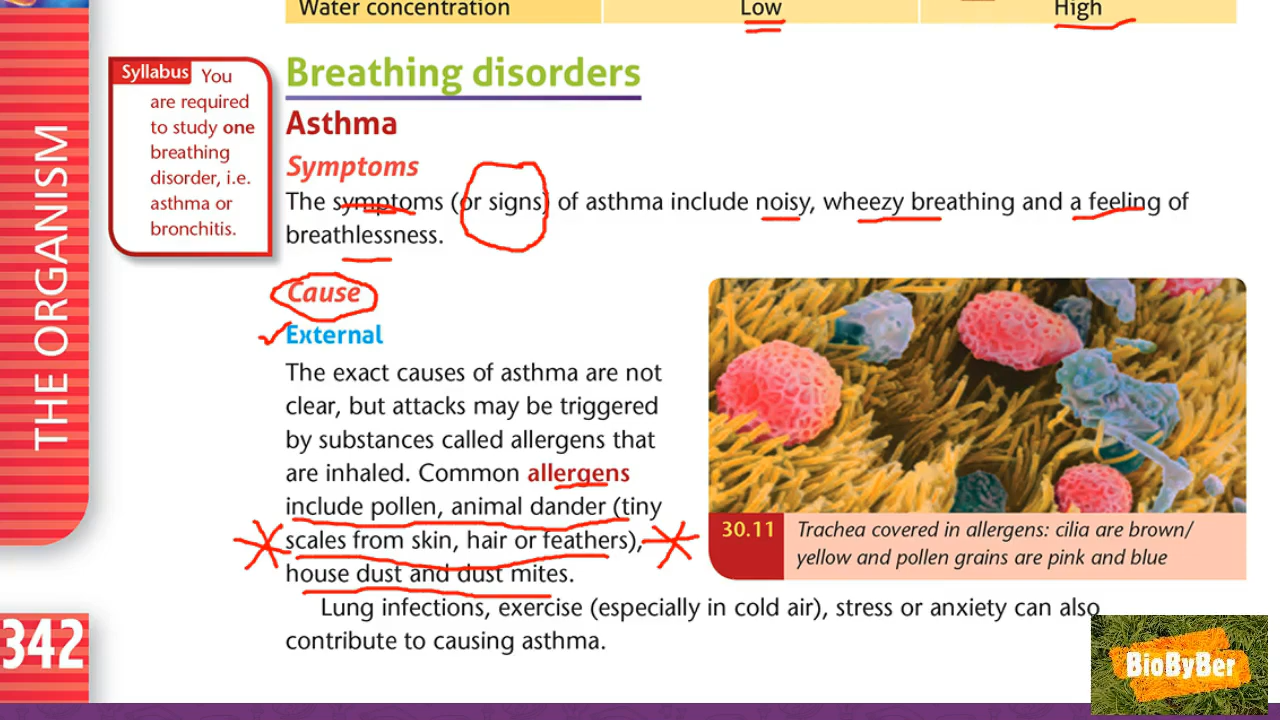 Water concentration Low High
Syllabus You
are required
to study one
breathing
disorder, i.e.
asthma or
bronchitis.
THE ORGANISM
Breathing disorders
Asthma
Symptoms
The symptoms (or signs) of asthma include noisy, wheezy breathing and a feeling of
breathlessness.
Cause
External
The exact causes of asthma are not
clear, but attacks may be triggered
by substances called allergens that
are inhaled. Common allergens
include pollen, animal dander (tiny
scales from skin, hair or feathers),
house dust and dust mites.
30.11 Trachea covered in allergens: cilia are brown/
yellow and pollen grains are pink and blue
Lung infections, exercise (especially in cold air), stress or anxiety can also
contribute to causing asthma.
342
BioByBer